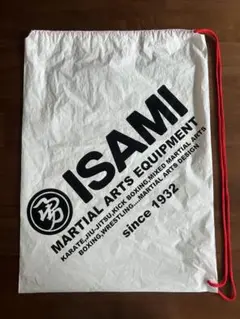 勇
ISAMI
MARTIAL ARTS EQUIPMENT
KARATE,JIU-JITSU,KICK BOXING,MIXED MARTIAL ARTS
BOXING,WRESTLING....MARTIAL ARTS DESIGN
since 1932